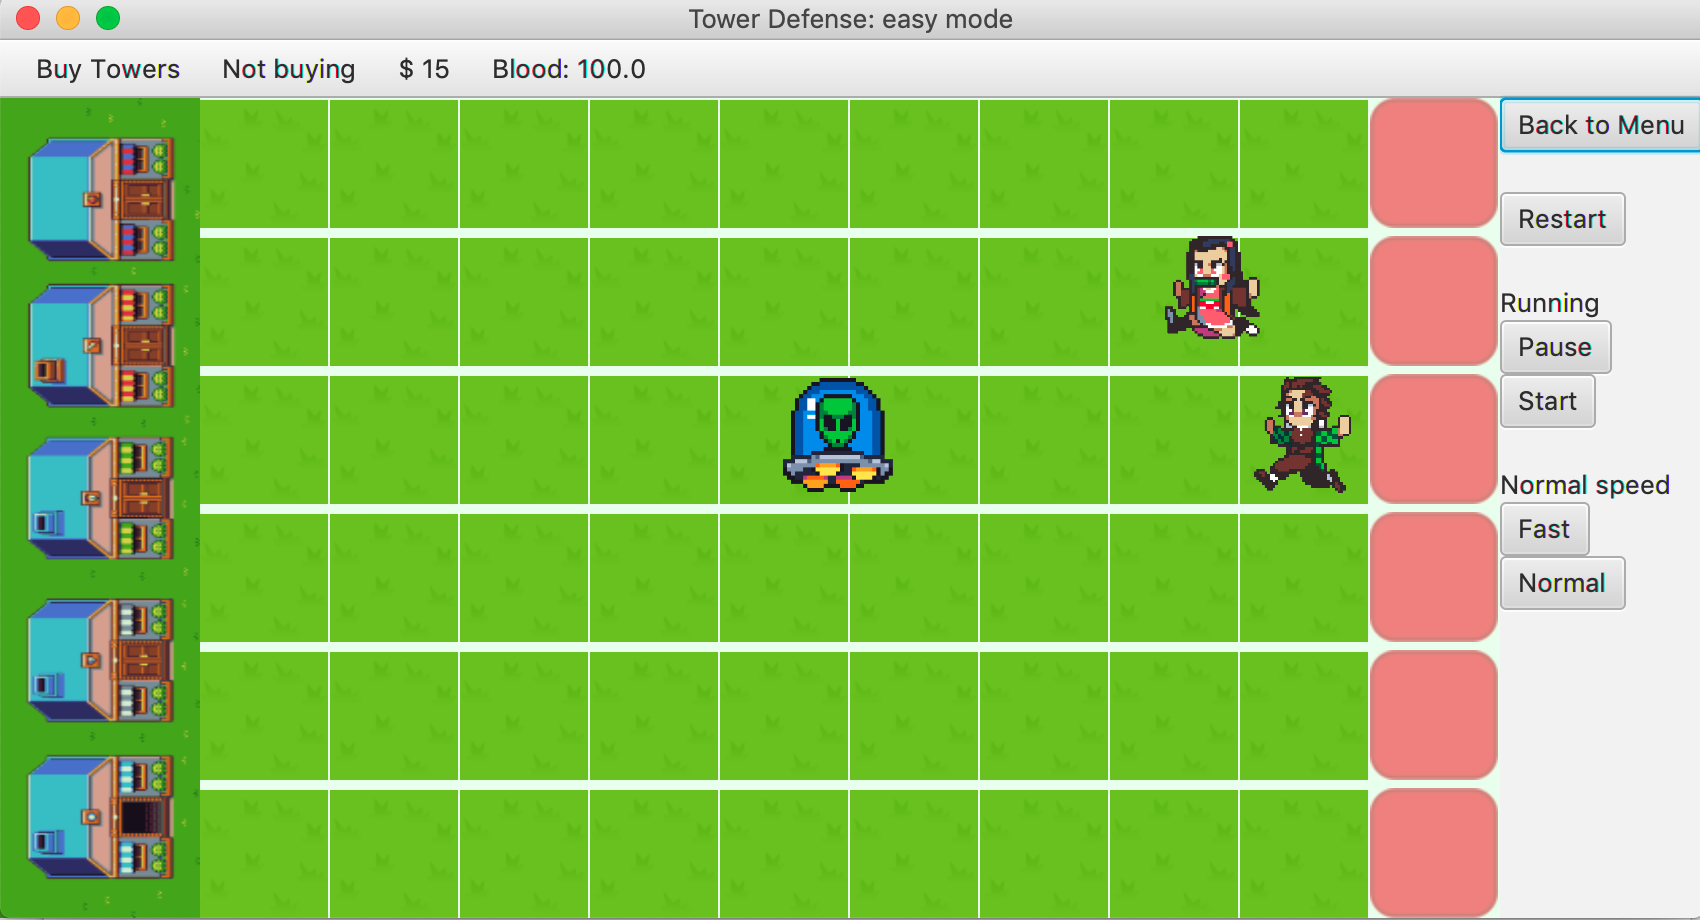 Tower Defense: easy mode
Buy Towers Not buying $ 15 Blood: 100.0
Back to Menu
Restart
Running
Pause
Start
Normal speed
Fast
Normal